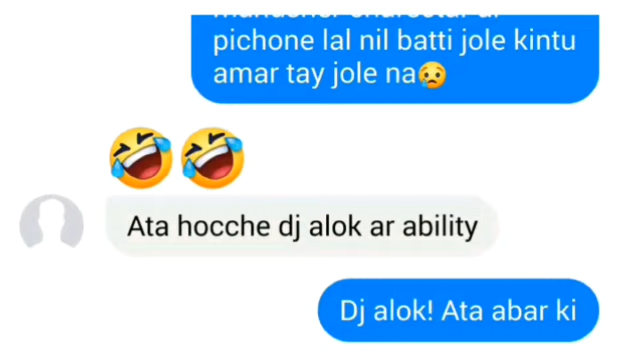 pichone lal nil batti jole kintu
amar tay jole na😢
🤣🤣
Ata hocche dj alok ar ability
Dj alok! Ata abar ki